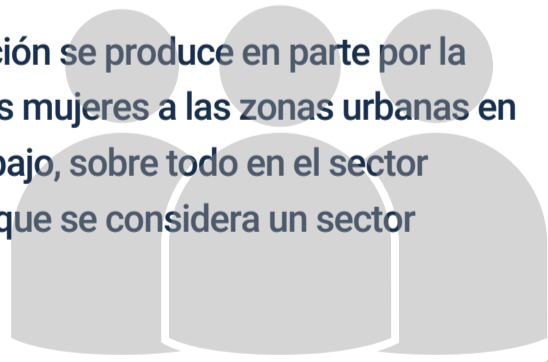 ción se produce en parte por la
s mujeres a las zonas urbanas en
bajo, sobre todo en el sector
que se considera un sector